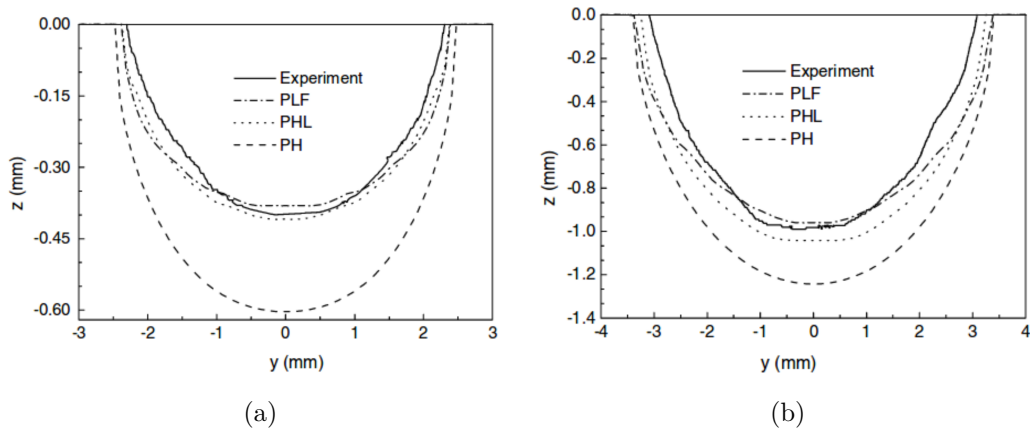 0.00
-0.15
-0.30
-0.45
-0.60
z (mm)
Experiment
PLF
PHL
PH
-3 -2 -1 0 1 2 3
y (mm)
(a)
0.0
-0.2
-0.4
-0.6
-0.8
-1.0
-1.2
-1.4
z (mm)
Experiment
PLF
PHL
PH
-4 -3 -2 -1 0 1 2 3 4
y (mm)
(b)